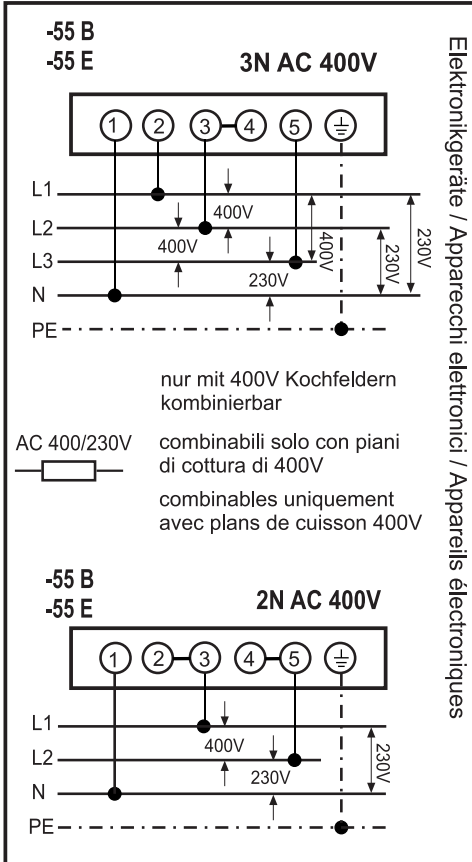 -55 B
-55 E
3N AC 400V
1 2 3 4 5
L1
400V
L2
400V
400V
230V
230V
L3
230V
N
PE
nur mit 400V Kochfeldern
kombinierbar
AC 400/230V
combinabili solo con piani
di cottura di 400V
combinables uniquement
avec plans de cuisson 400V
-55 B
-55 E
2N AC 400V
1 2 3 4 5
L1
400V
230V
L2
230V
N
PE
Elektronikgeräte / Apparecchi elettronici / Appareils électroniques